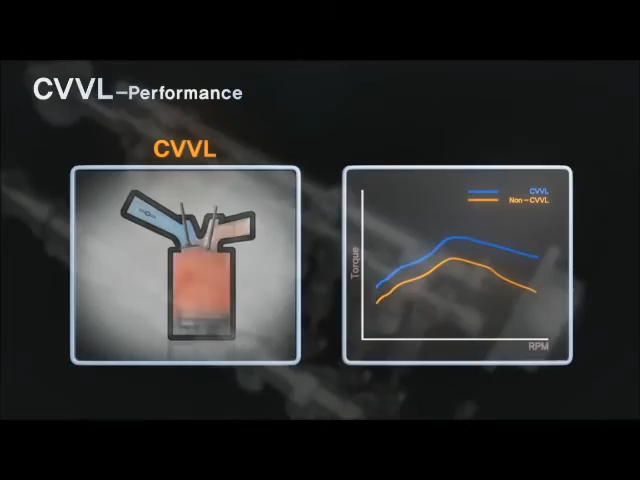 CVVL-Performance
CVVL
CVVL
Non-CVVL
Torque
RPM